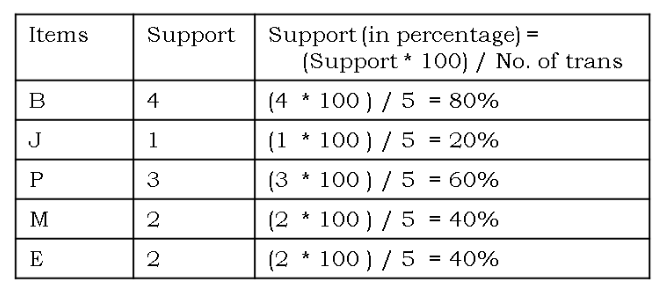 Items Support Support (in percentage) =
(Support * 100) / No. of trans
B 4 (4 * 100 ) / 5 = 80%
J 1 (1 * 100 ) / 5 = 20%
P 3 (3 * 100 ) / 5 = 60%
M 2 (2 * 100 ) / 5 = 40%
E 2 (2 * 100 ) / 5 = 40%